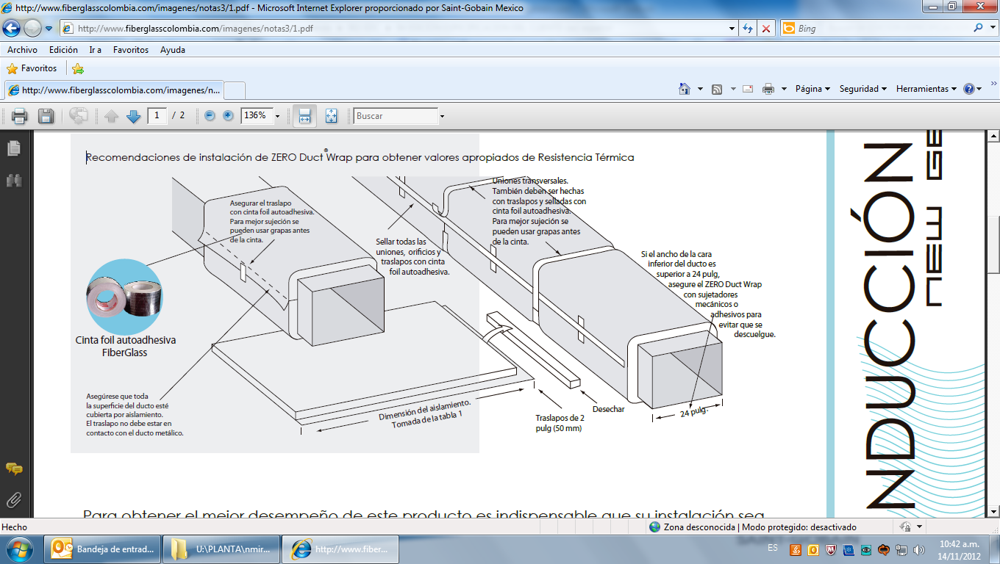 http://www.fiberglasscolombia.com/imagenes/notas3/1.pdf - Microsoft Internet Explorer proporcionado por Saint-Gobain Mexico
http://www.fiberglasscolombia.com/imagenes/notas3/1.pdf
Bing
Archivo Edición Ir a Favoritos Ayuda
Favoritos
http://www.fiberglasscolombia.com/imagenes/n...
Página Seguridad Herramientas
1 / 2 136% Buscar
Recomendaciones de instalación de ZERO Duct® Wrap para obtener valores apropiados de Resistencia Térmica
Asegurar el traslapo
con cinta foil autoadhesiva.
Para mejor sujeción se
pueden usar grapas antes
de la cinta.
Sellar todas las
uniones, orificios y
traslapos con cinta
foil autoadhesiva.
Uniones transversales.
También deben ser hechas
con traslapos y selladas con
cinta foil autoadhesiva.
Para mejor sujeción se
pueden usar grapas antes
de la cinta.
Si el ancho de la cara
inferior del ducto es
superior a 24 pulg,
asegure el ZERO Duct Wrap
con sujetadores
mecánicos o
adhesivos para
evitar que se
descuelgue.
Cinta foil autoadhesiva
FiberGlass
Asegúrese que toda
la superficie del ducto esté
cubierta por aislamiento.
El traslapo no debe estar en
contacto con el ducto metálico.
Dimensión del aislamiento.
Tomada de la tabla 1
Traslapos de 2
pulg (50 mm)
Desechar
24 pulg.
NDUCCIÓN
NEW GE
Para obtener el mejor desempeño de este producto es indispensable que su instalación sea
Hecho
Zona desconocida | Modo protegido: desactivado
Bandeja de entrad...
U:\PLANTA\nmir...
http://www.fiber...
ES
10:42 a.m.
14/11/2012